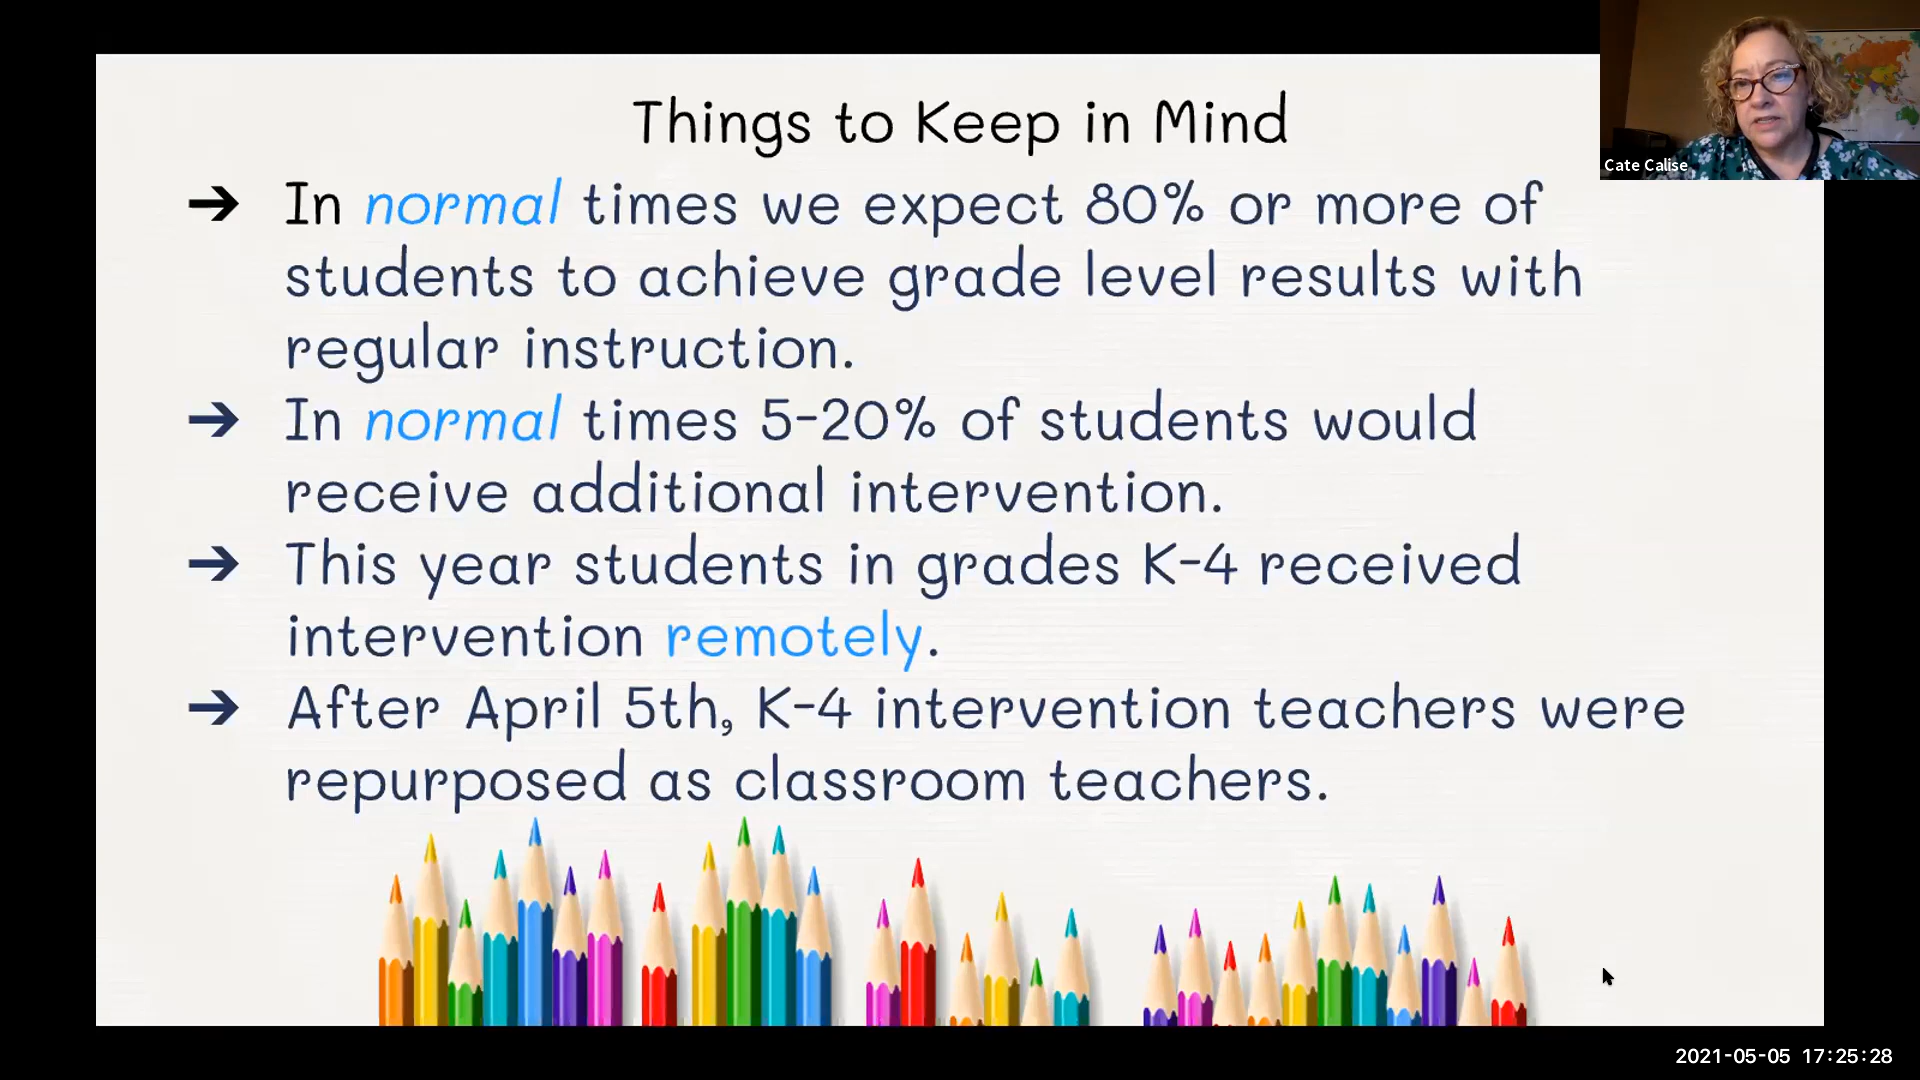 Things to Keep in Mind
➔ In normal times we expect 80% or more of
students to achieve grade level results with
regular instruction.
➔ In normal times 5-20% of students would
receive additional intervention.
➔ This year students in grades K-4 received
intervention remotely.
➔ After April 5th, K-4 intervention teachers were
repurposed as classroom teachers.
Cate Calise
2021-05-05 17:25:28